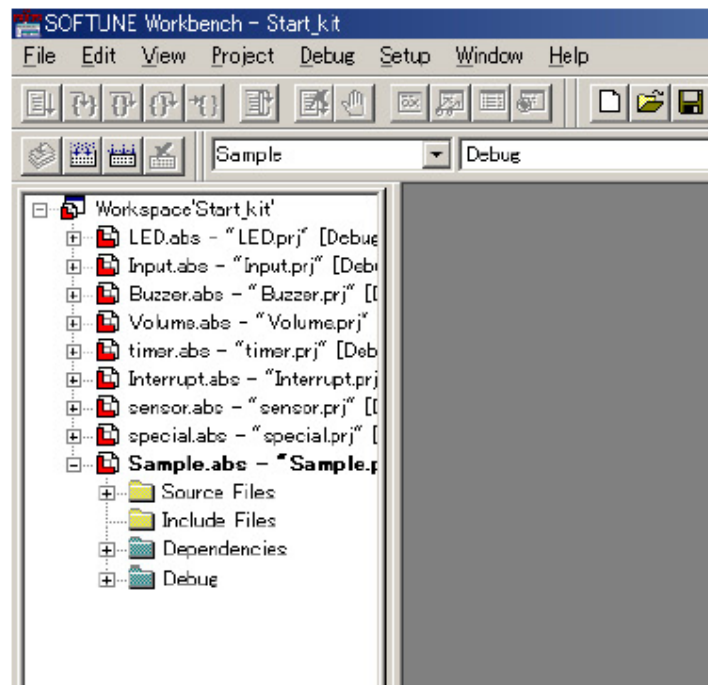 SOFTUNE Workbench - Start_kit
File Edit View Project Debug Setup Window Help
Sample Debug
Workspace'Start_kit'
LED.abs - "LED.prj" [Debug
Input.abs - "Input.prj" [Deb
Buzzer.abs - "Buzzer.prj" [D
Volume.abs - "Volume.prj"
timer.abs - "timer.prj" [Deb
Interrupt.abs - "Interrupt.prj
sensor.abs - "sensor.prj" [D
special.abs - "special.prj" [
Sample.abs - "Sample.p
Source Files
Include Files
Dependencies
Debug